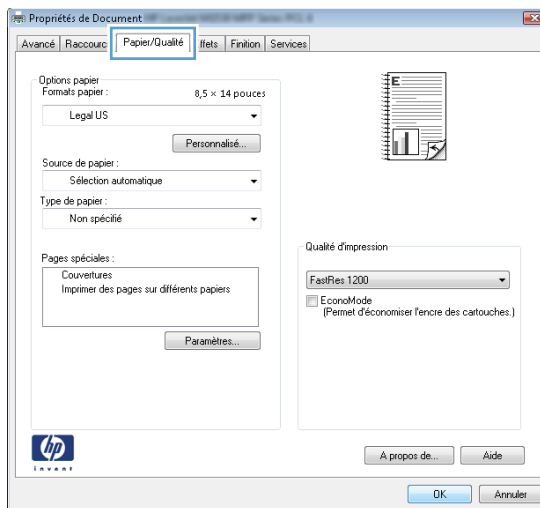 Propriétés de Document
Avancé Raccourc Papier/Qualité ffets Finition Services
Options papier
Formats papier : 8,5 × 14 pouces
Legal US
Personnalisé...
Source de papier :
Sélection automatique
Type de papier :
Non spécifié
Pages spéciales :
Couvertures
Imprimer des pages sur différents papiers
Paramètres...
E
Qualité d'impression
FastRes 1200
EconoMode
(Permet d'économiser l'encre des cartouches.)
hp
invent
A propos de... Aide
OK Annuler